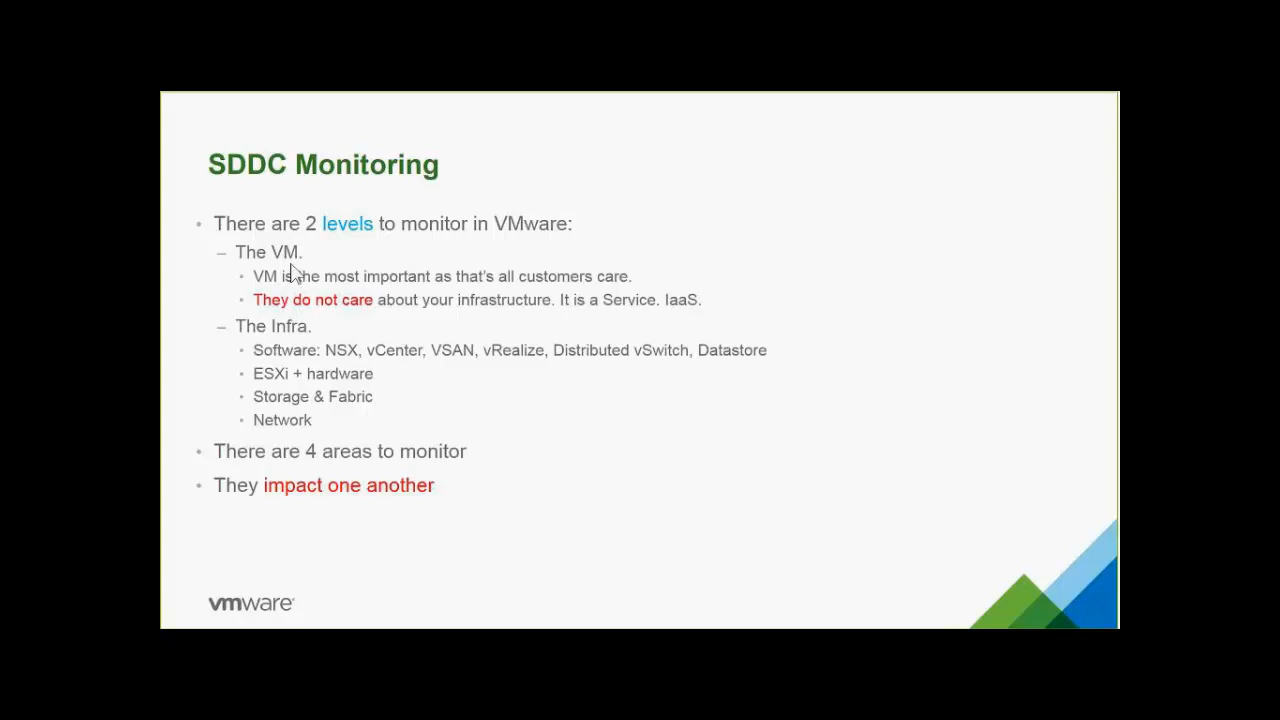 SDDC Monitoring
• There are 2 levels to monitor in VMware:
– The VM.
• VM is the most important as that's all customers care.
• They do not care about your infrastructure. It is a Service. IaaS.
– The Infra.
• Software: NSX, vCenter, VSAN, vRealize, Distributed vSwitch, Datastore
• ESXi + hardware
• Storage & Fabric
• Network
• There are 4 areas to monitor
• They impact one another
vmware